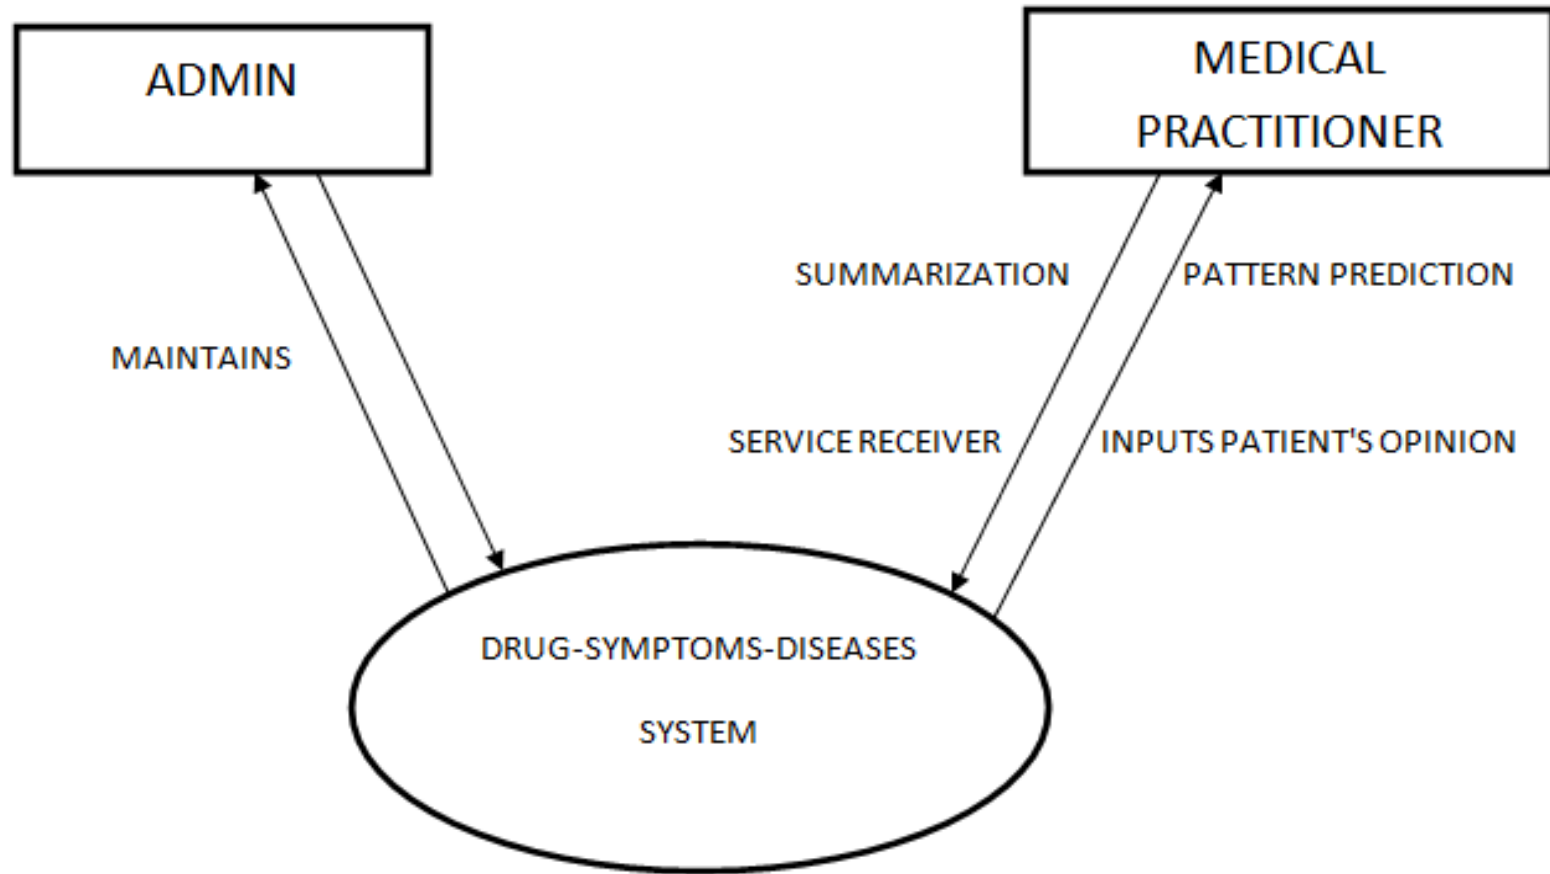 ADMIN
MEDICAL
PRACTITIONER
SUMMARIZATION
PATTERN PREDICTION
MAINTAINS
SERVICE RECEIVER
INPUTS PATIENT'S OPINION
DRUG-SYMPTOMS-DISEASES
SYSTEM